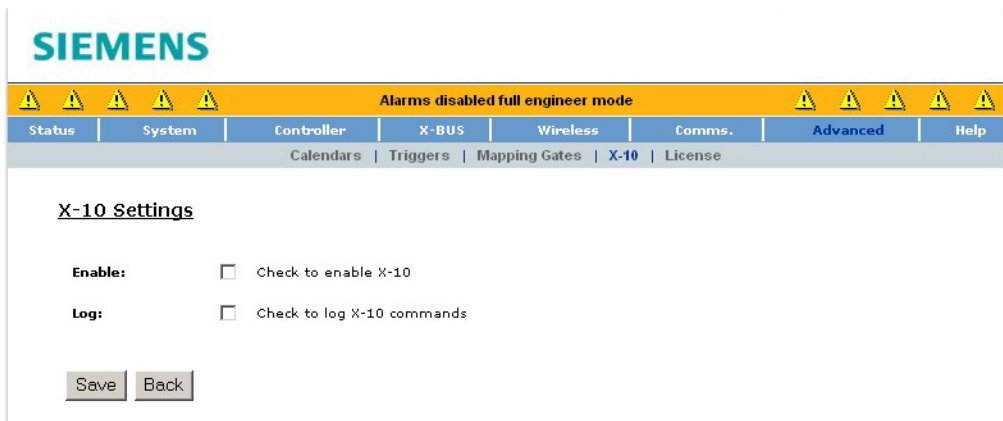 SIEMENS
Alarms disabled full engineer mode
Status System Controller X-BUS Wireless Comms. Advanced Help
Calendars | Triggers | Mapping Gates | X-10 | License
X-10 Settings
Enable: Check to enable X-10
Log: Check to log X-10 commands
Save Back